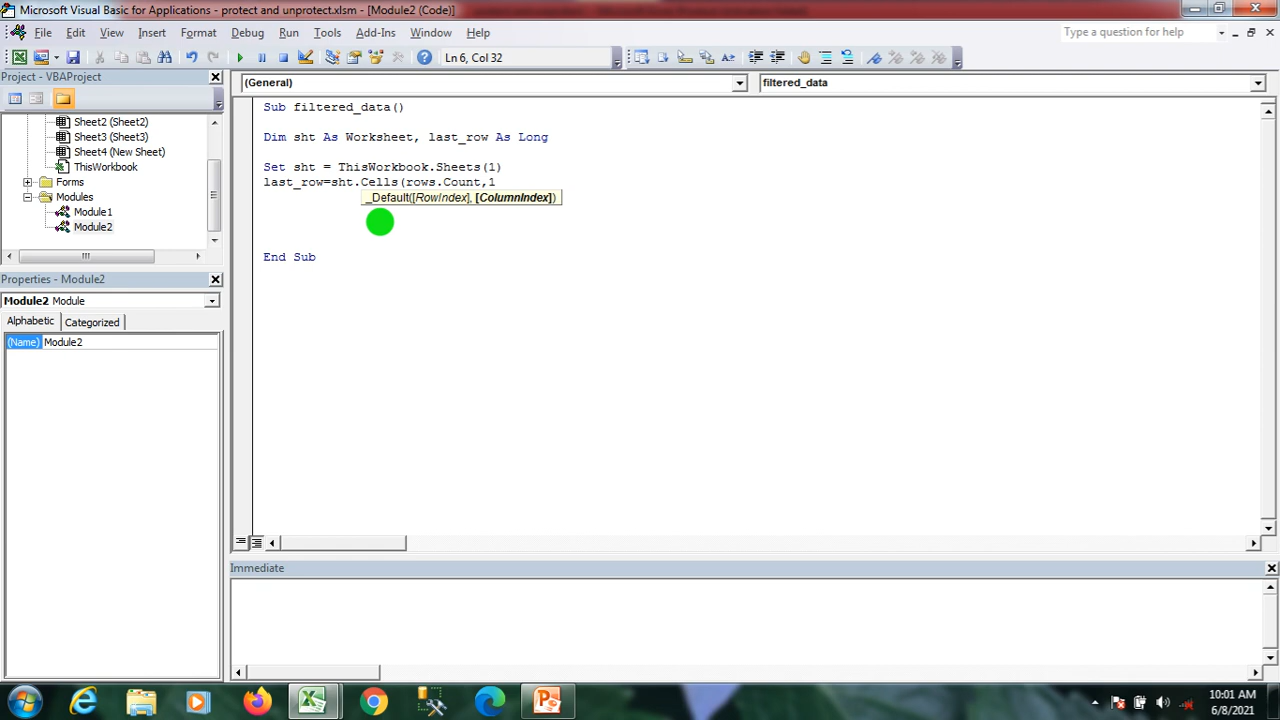 Microsoft Visual Basic for Applications - protect and unprotect.xlsm - [Module2 (Code)]
File Edit View Insert Format Debug Run Tools Add-Ins Window Help
Type a question for help
Ln 6, Col 32
Project - VBAProject
(General)
filtered_data
Sheet2 (Sheet2)
Sheet3 (Sheet3)
Sheet4 (New Sheet)
ThisWorkbook
Forms
Modules
Module1
Module2
Sub filtered_data()
Dim sht As Worksheet, last_row As Long
Set sht = ThisWorkbook.Sheets(1)
last_row=sht.Cells(rows.Count,1
_Default([RowIndex], [ColumnIndex])
End Sub
Properties - Module2
Module2 Module
Alphabetic Categorized
(Name) Module2
Immediate
10:01 AM
6/8/2021